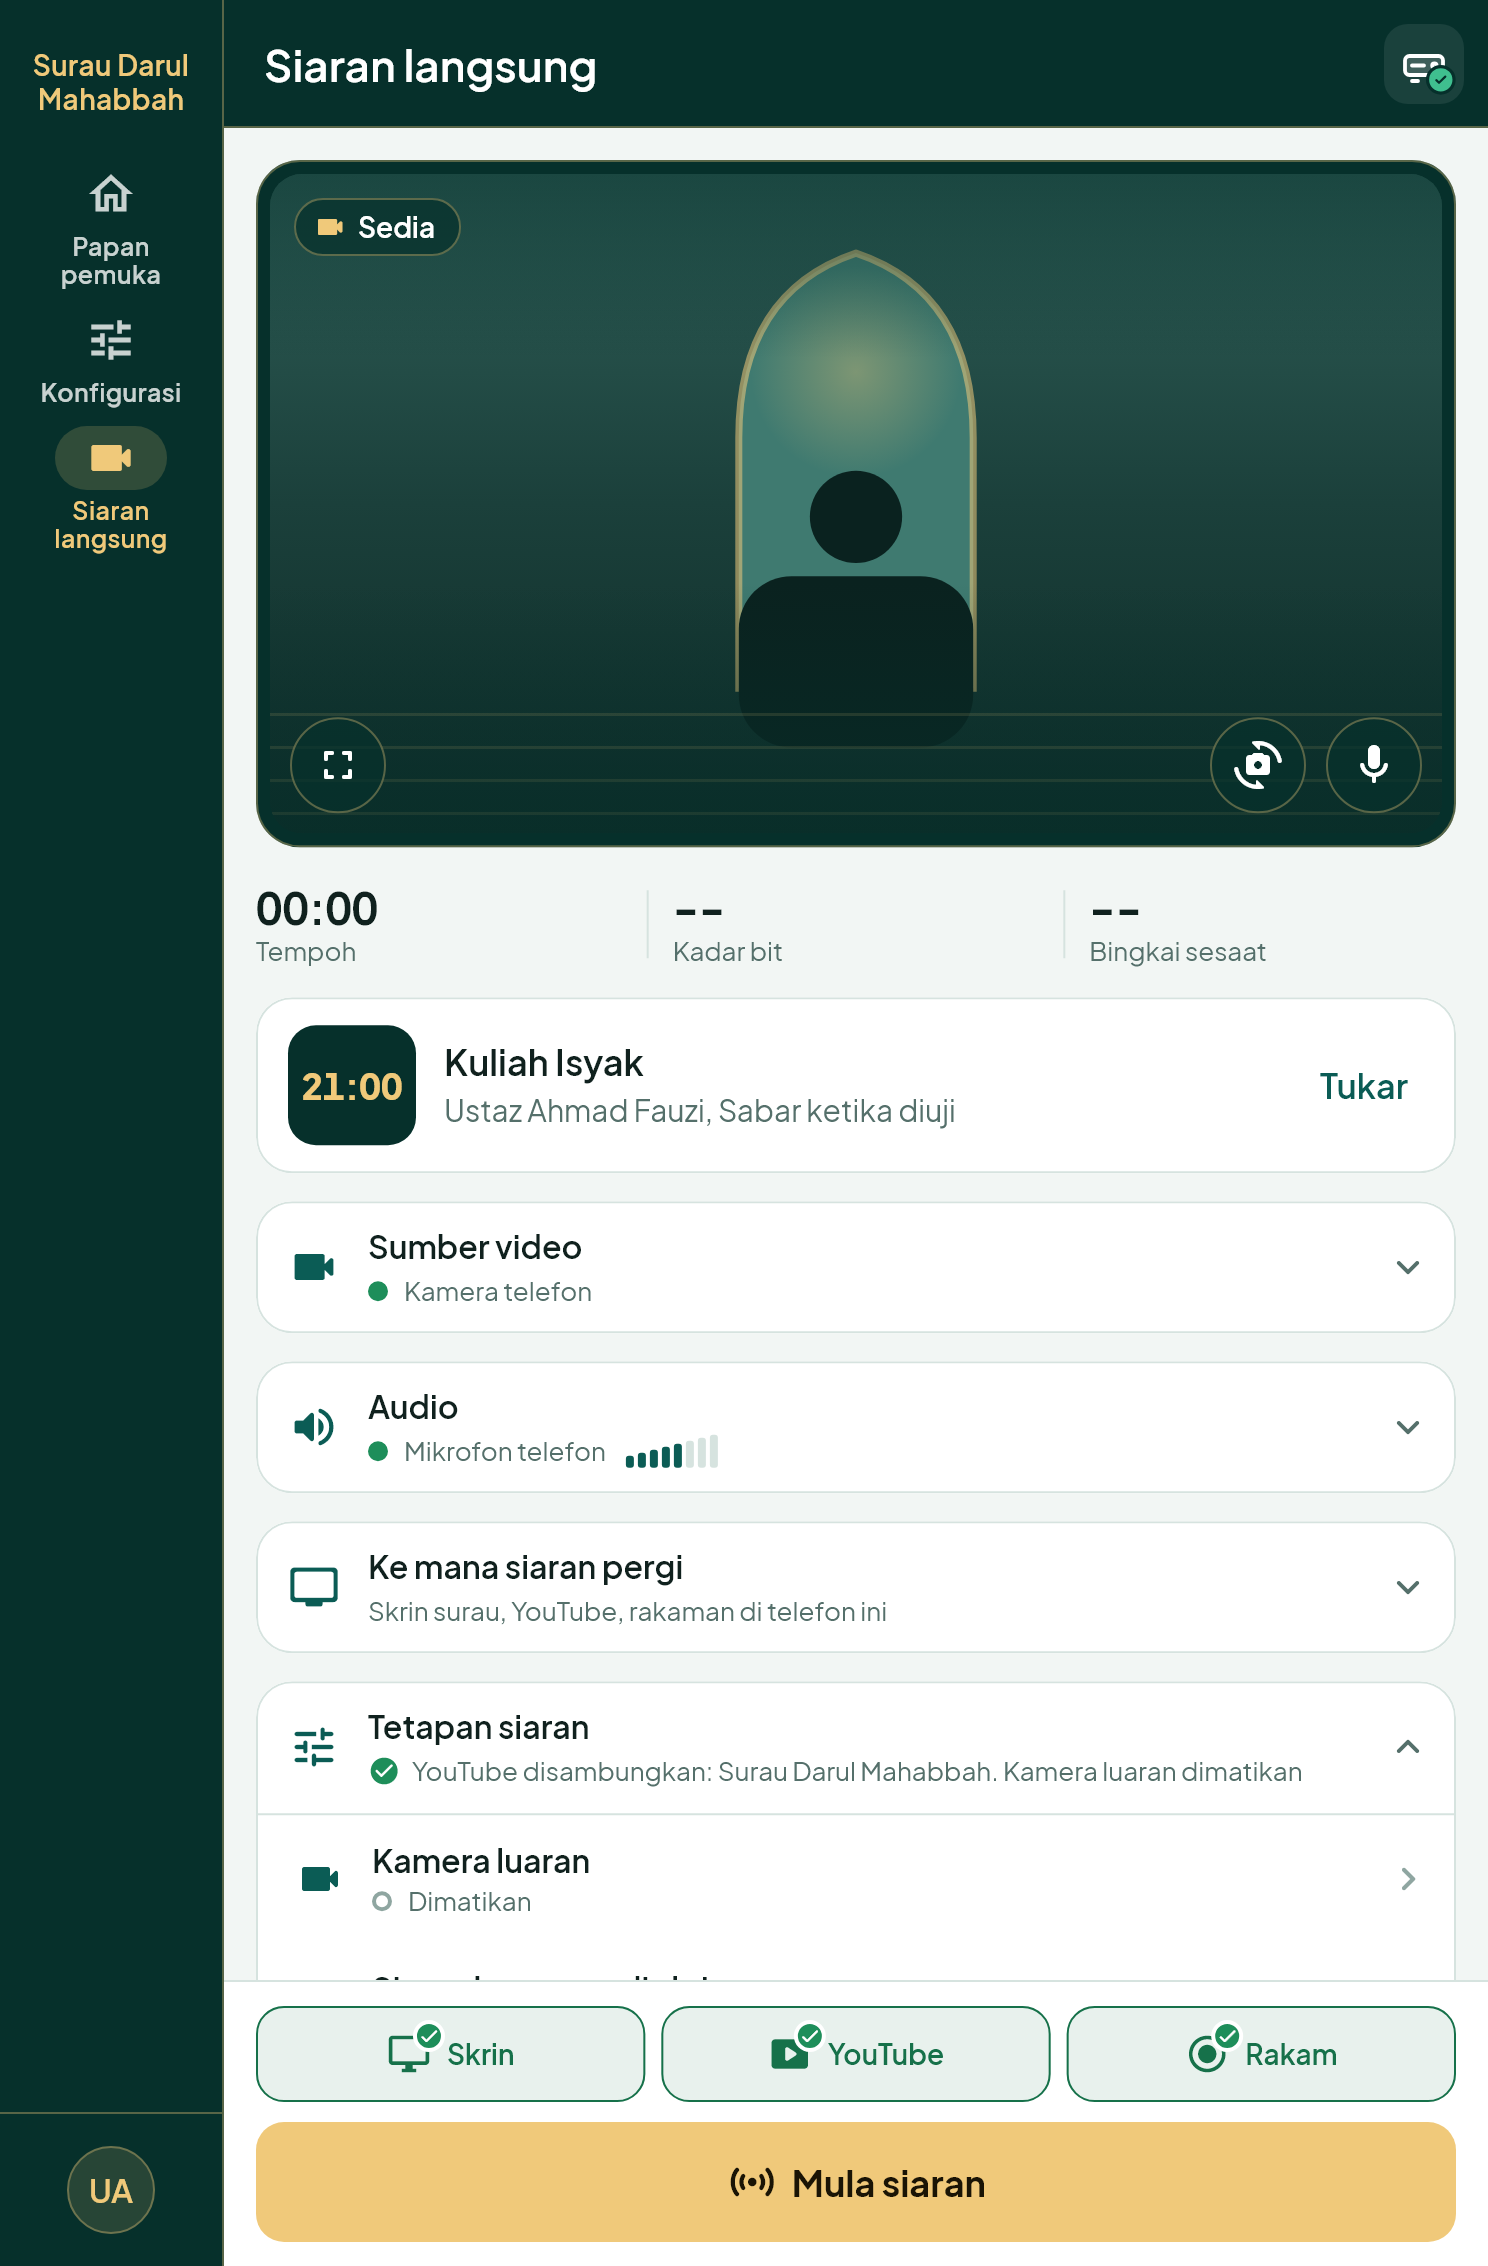 Surau Darul
Mahabbah
Papan
pemuka
Konfigurasi
Siaran
langsung
UA
Siaran langsung
Sedia
00:00
Tempoh
--
Kadar bit
--
Bingkai sesaat
21:00
Kuliah Isyak
Ustaz Ahmad Fauzi, Sabar ketika diuji
Tukar
Sumber video
Kamera telefon
Audio
Mikrofon telefon
Ke mana siaran pergi
Skrin surau, YouTube, rakaman di telefon ini
Tetapan siaran
YouTube disambungkan: Surau Darul Mahabbah. Kamera luaran dimatikan
Kamera luaran
Dimatikan
Skrin
YouTube
Rakam
Mula siaran